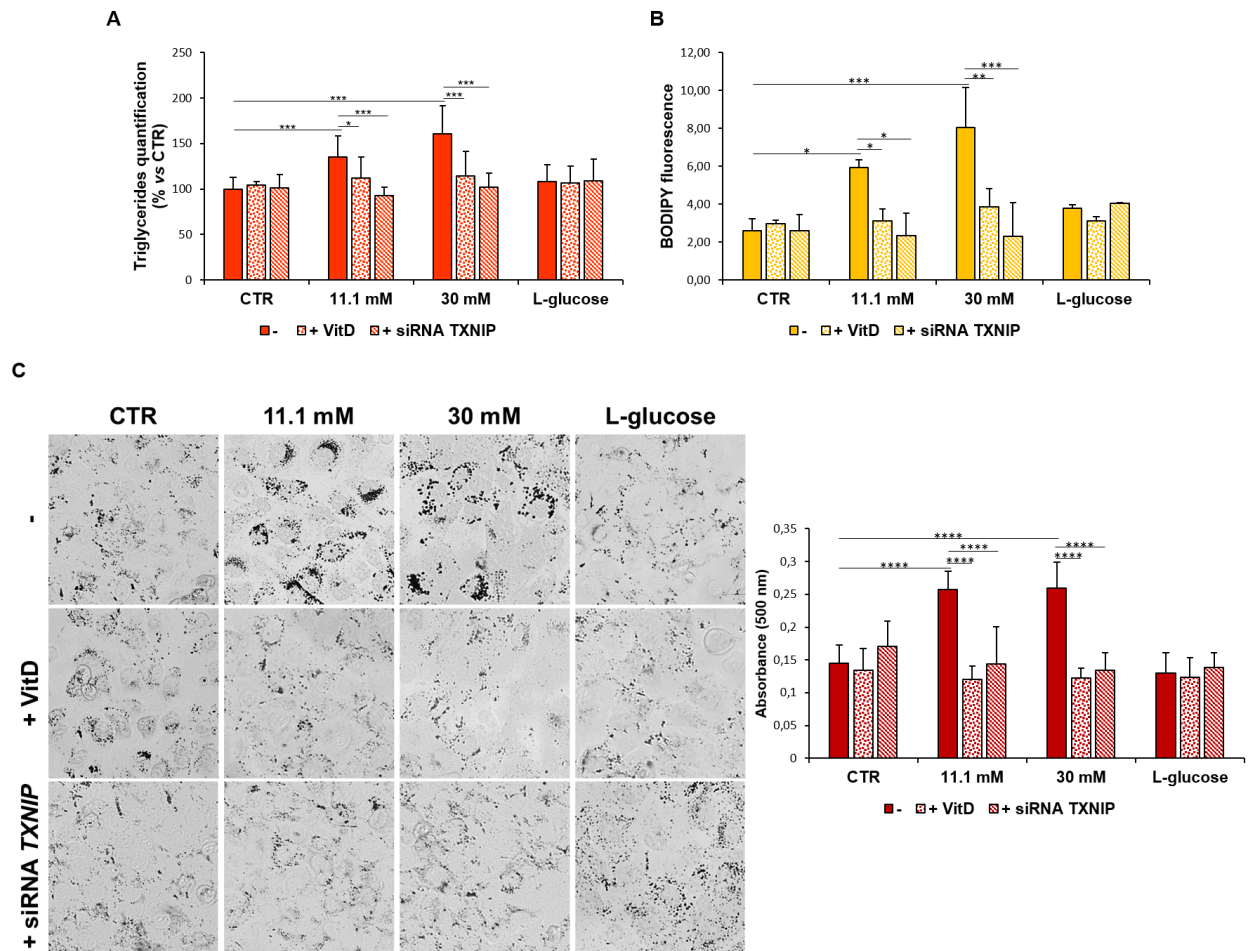 A
Triglycerides quantification
(% vs CTR)
250
200
150
100
50
0
***
***
***
*
***
***
***
CTR
11.1 mM
30 mM
L-glucose
-
+ VitD
+ siRNA TXNIP
B
BODIPY fluorescence
12,00
10,00
8,00
6,00
4,00
2,00
0,00
*
***
*
*
**
***
CTR
11.1 mM
30 mM
L-glucose
-
+ VitD
+ siRNA TXNIP
C
CTR
11.1 mM
30 mM
L-glucose
-
+ VitD
+ siRNA TXNIP
Absorbance (500 nm)
0,35
0,3
0,25
0,2
0,15
0,1
0,05
0
****
****
****
****
****
****
CTR
11.1 mM
30 mM
L-glucose
-
+ VitD
+ siRNA TXNIP